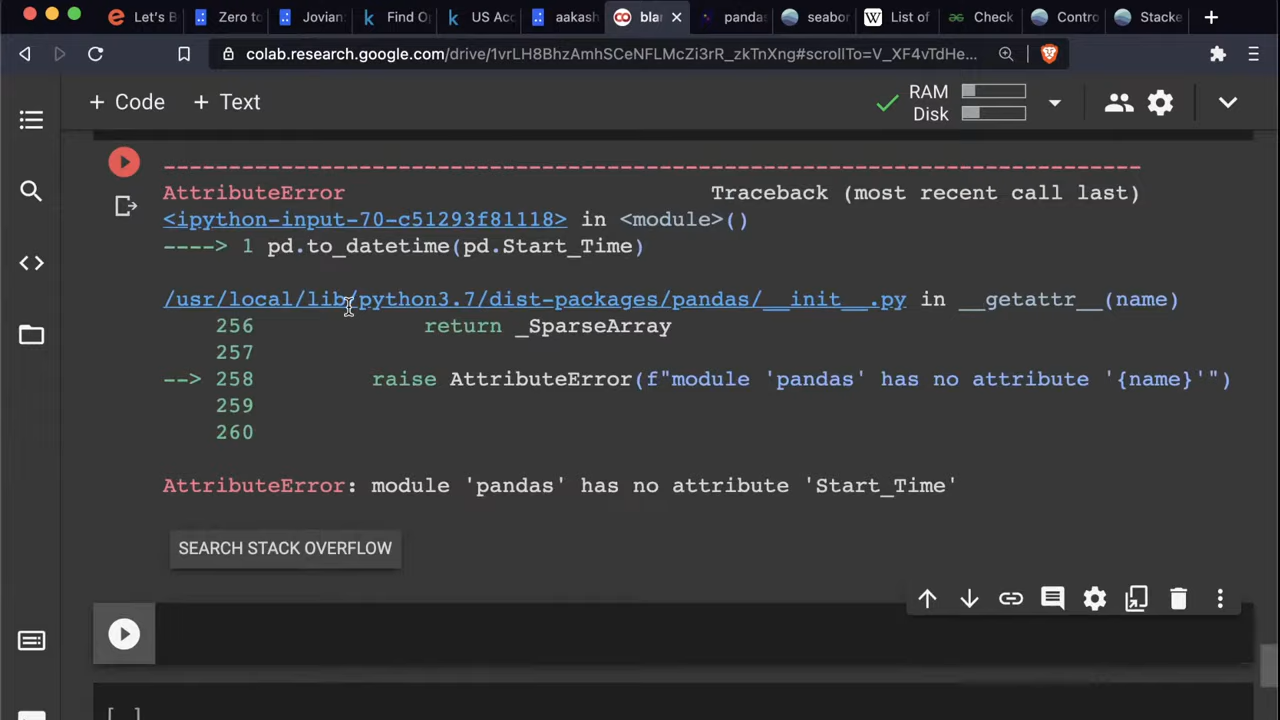 Let's B
Zero to
Jovian:
Find O
US Acc
aakash
bla
pandas
seabor
List of
Check
Contro
Stacke
colab.research.google.com/drive/1vrLH8BhzAmhSCeNFLMcZi3rR_zkTnXng#scrollTo=V_XF4vTdHe...
+ Code + Text
RAM
Disk
---------------------------------------------------------------------------
AttributeError Traceback (most recent call last)
<ipython-input-70-c51293f81118> in <module>()
----> 1 pd.to_datetime(pd.Start_Time)
/usr/local/lib/python3.7/dist-packages/pandas/__init__.py in __getattr__(name)
256 return _SparseArray
257
--> 258 raise AttributeError(f"module 'pandas' has no attribute '{name}'")
259
260
AttributeError: module 'pandas' has no attribute 'Start_Time'
SEARCH STACK OVERFLOW
[ ]